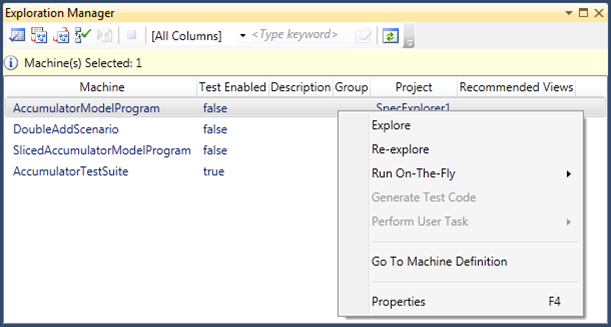 Exploration Manager
[All Columns] <Type keyword>
Machine(s) Selected: 1
Machine Test Enabled Description Group Project Recommended Views
AccumulatorModelProgram false SpecExplorer1
DoubleAddScenario false
SlicedAccumulatorModelProgram false
AccumulatorTestSuite true
Explore
Re-explore
Run On-The-Fly
Generate Test Code
Perform User Task
Go To Machine Definition
Properties F4